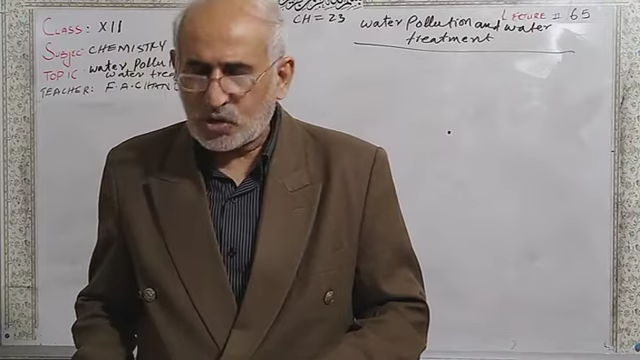 CLASS: XII
Subject: CHEMISTRY
TOPIC water Pollu
water trea
TEACHER: F.A.CHAN
CH = 23
water Pollution and water
treatment
LECTURE # 65